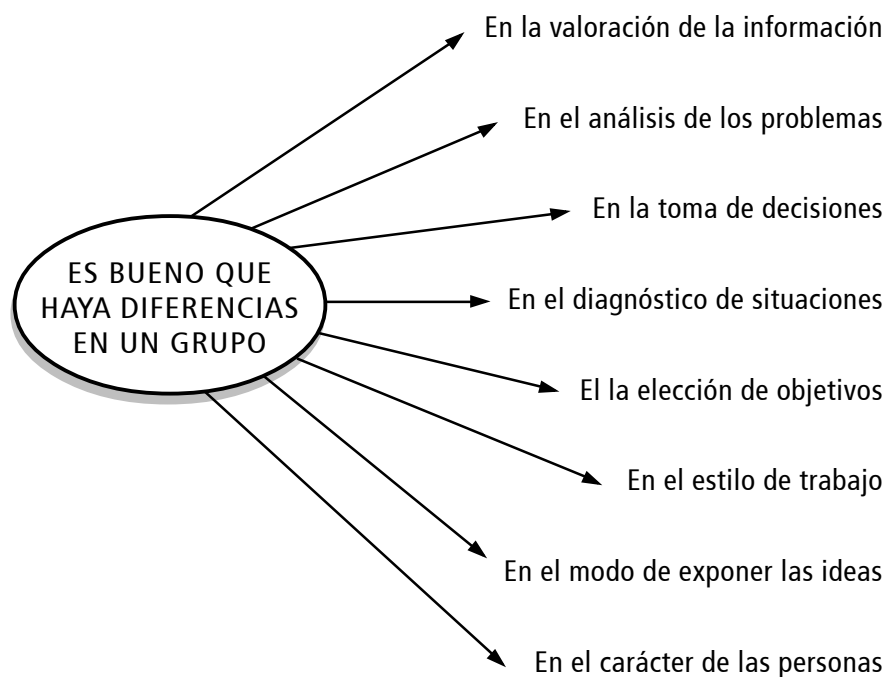 En la valoración de la información
En el análisis de los problemas
En la toma de decisiones
ES BUENO QUE
HAYA DIFERENCIAS
EN UN GRUPO
En el diagnóstico de situaciones
El la elección de objetivos
En el estilo de trabajo
En el modo de exponer las ideas
En el carácter de las personas